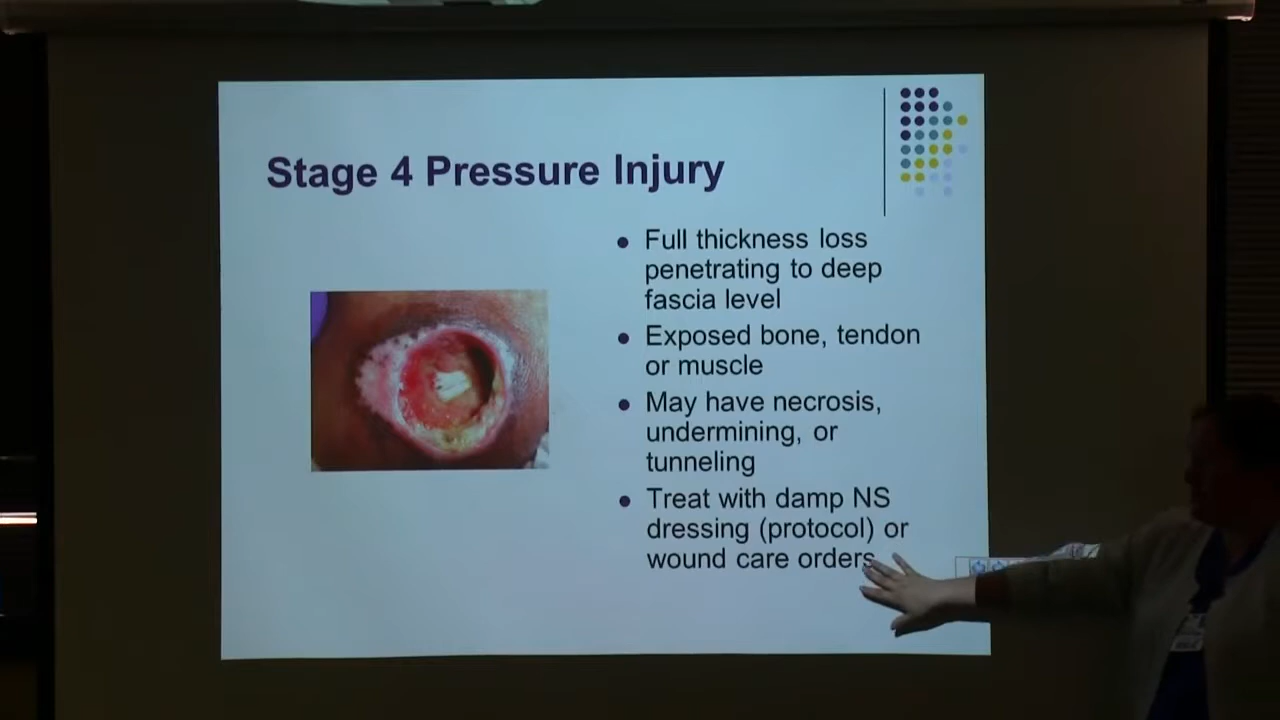 Stage 4 Pressure Injury
Full thickness loss
penetrating to deep
fascia level
Exposed bone, tendon
or muscle
May have necrosis,
undermining, or
tunneling
Treat with damp NS
dressing (protocol) or
wound care orders